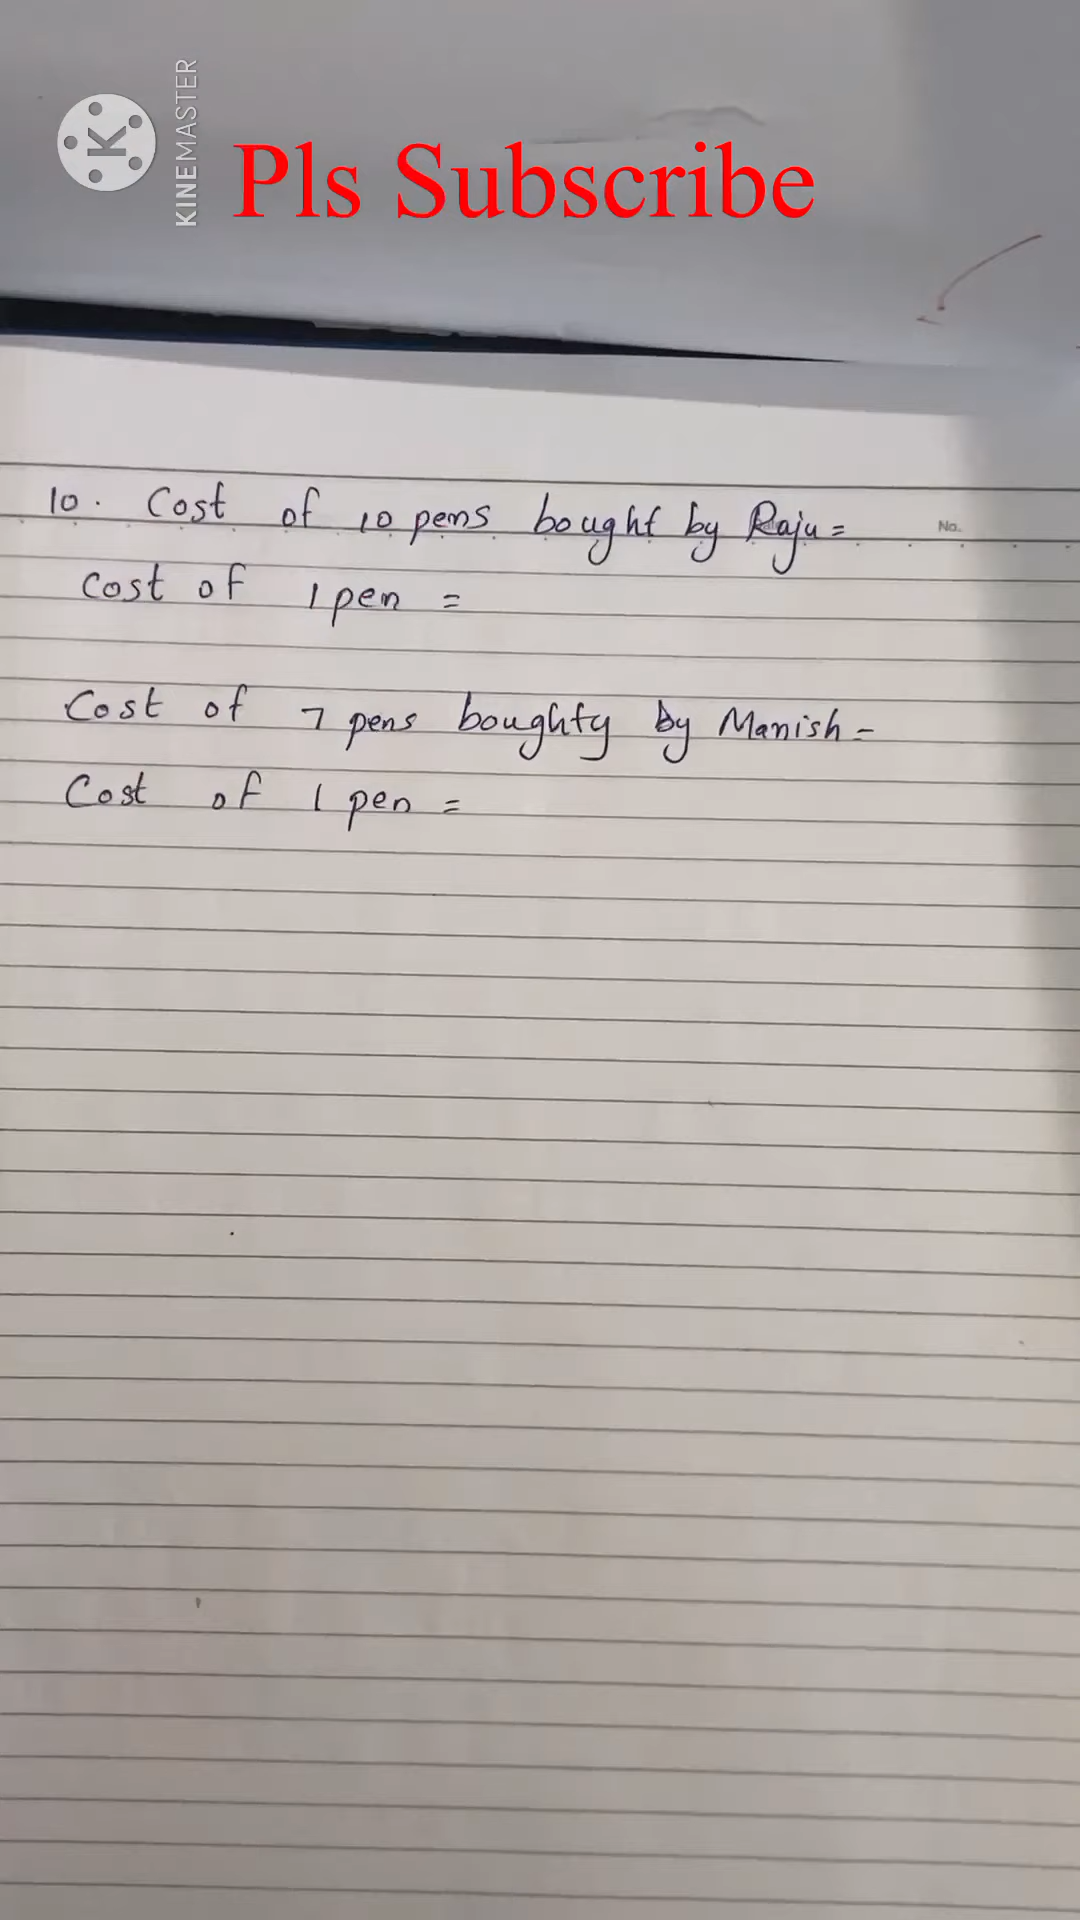 KINEMASTER
Pls Subscribe
No.
10. Cost of 10 pens bought by Raju =
Cost of 1 pen =
Cost of 7 pens boughty by Manish =
Cost of 1 pen =